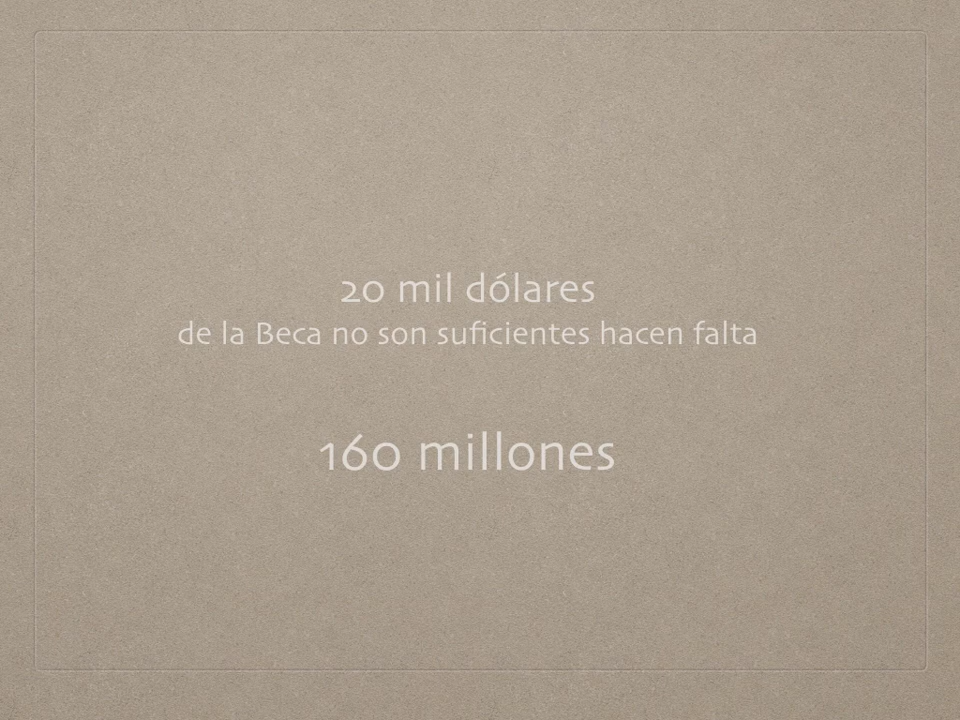 20 mil dólares
de la Beca no son suficientes hacen falta
160 millones